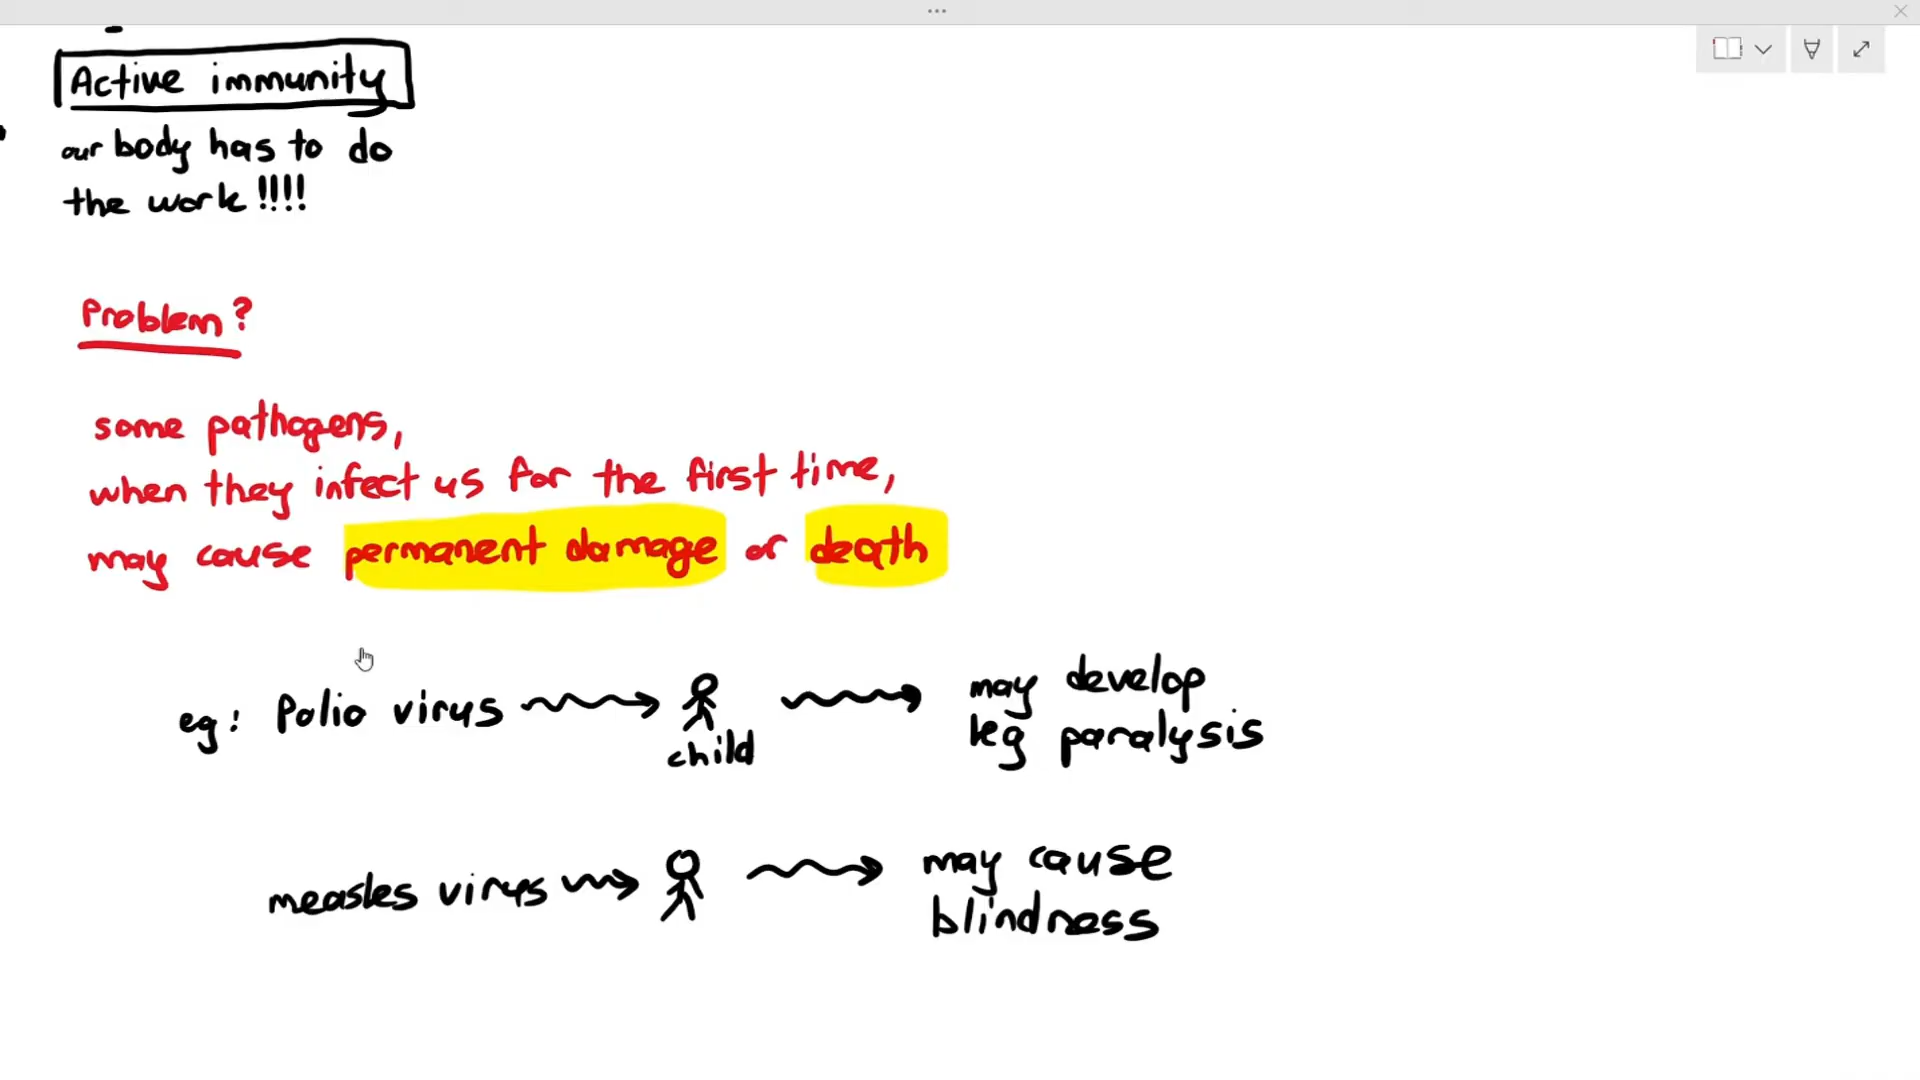 Active immunity
our body has to do
the work !!!!
Problem?
some pathogens,
when they infect us for the first time,
may cause permanent damage or death
eg: Polio virus
child
may develop
leg paralysis
measles virus
may cause
blindness